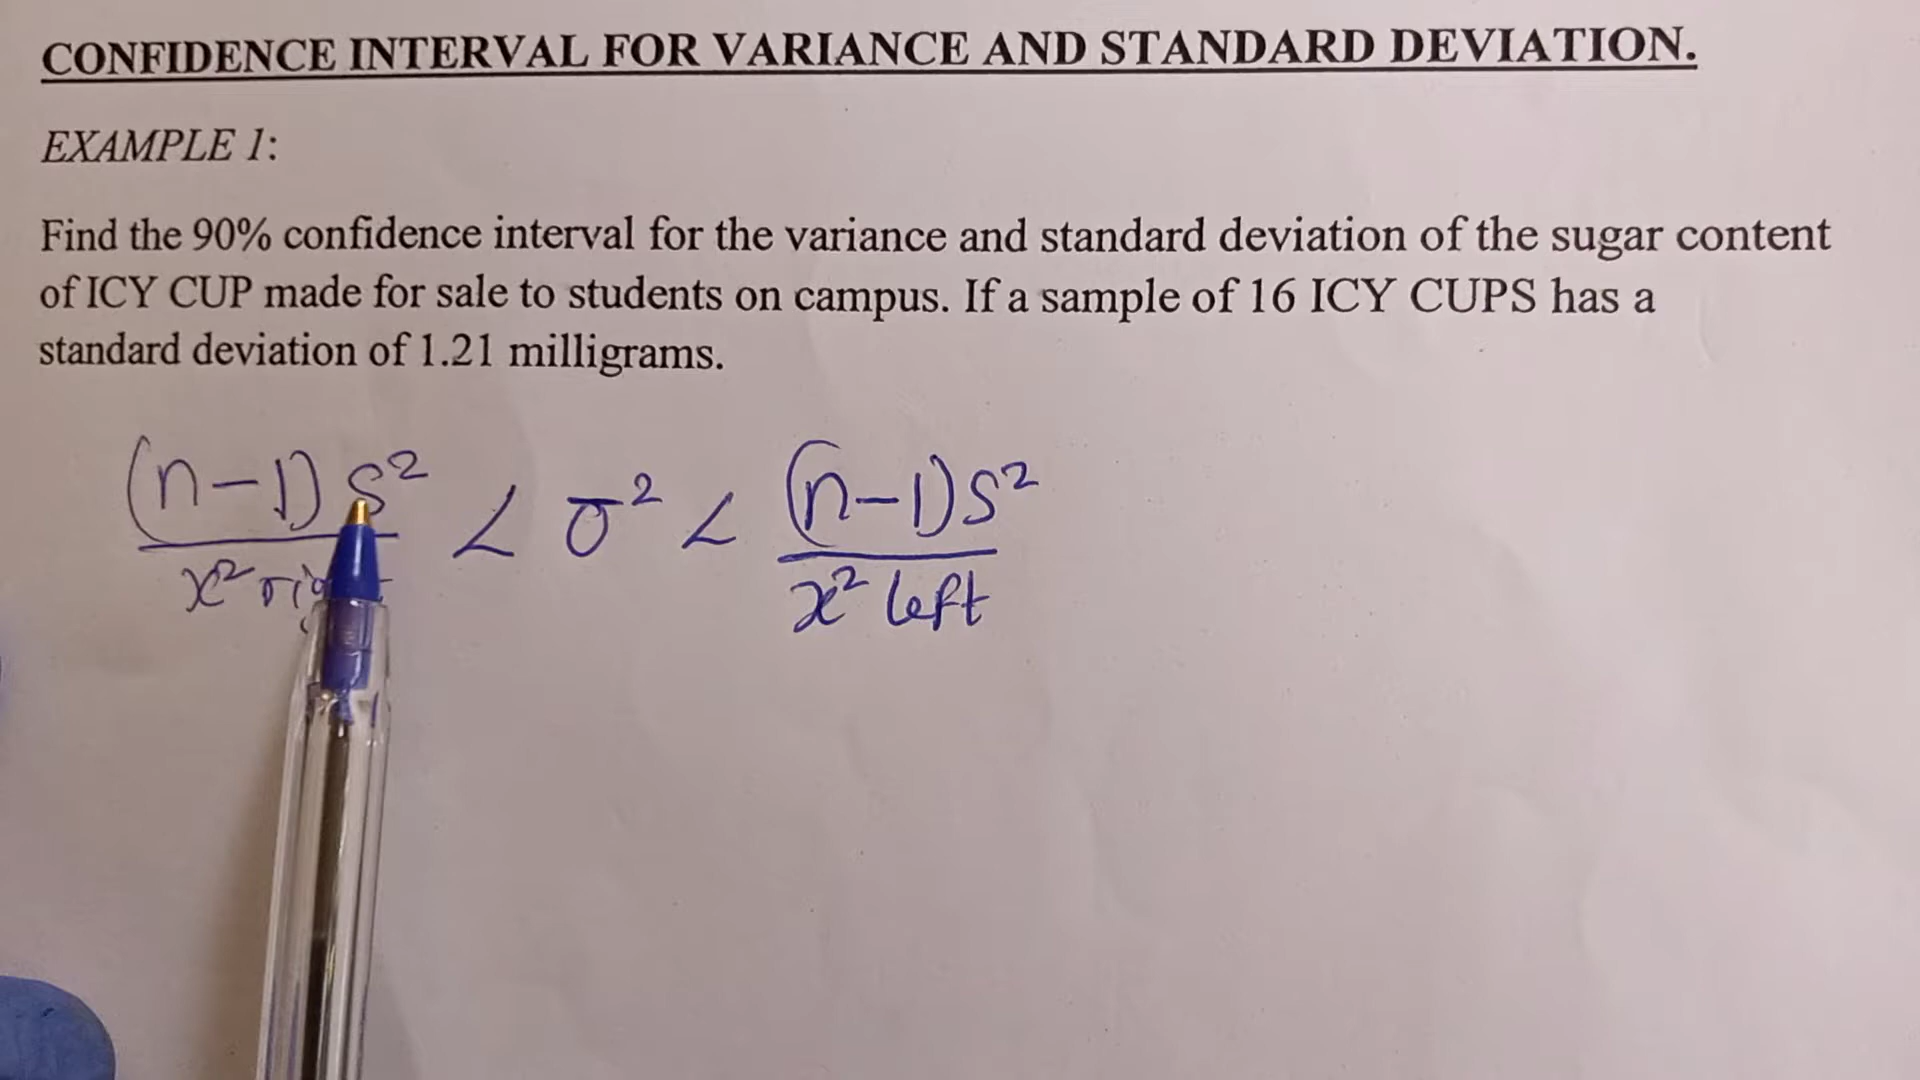 CONFIDENCE INTERVAL FOR VARIANCE AND STANDARD DEVIATION.
EXAMPLE 1:
Find the 90% confidence interval for the variance and standard deviation of the sugar content
of ICY CUP made for sale to students on campus. If a sample of 16 ICY CUPS has a
standard deviation of 1.21 milligrams.
(n-1) S² < σ² < (n-1)S²
x² x² left